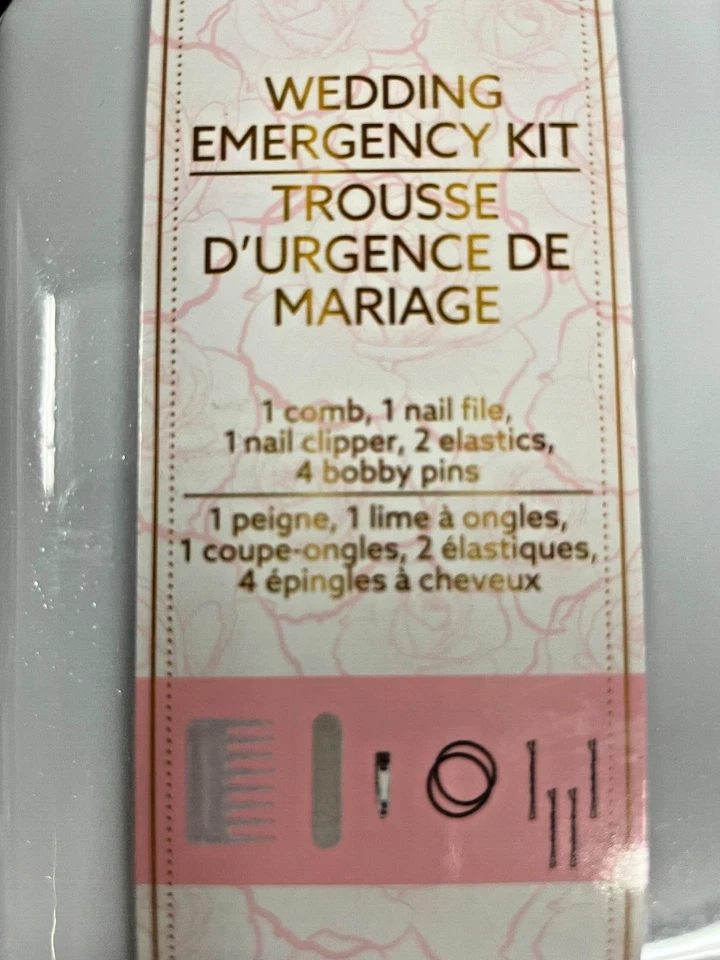 WEDDING
EMERGENCY KIT
TROUSSE
D'URGENCE DE
MARIAGE
1 comb, 1 nail file,
1 nail clipper, 2 elastics,
4 bobby pins
1 peigne, 1 lime à ongles,
1 coupe-ongles, 2 élastiques,
4 épingles à cheveux